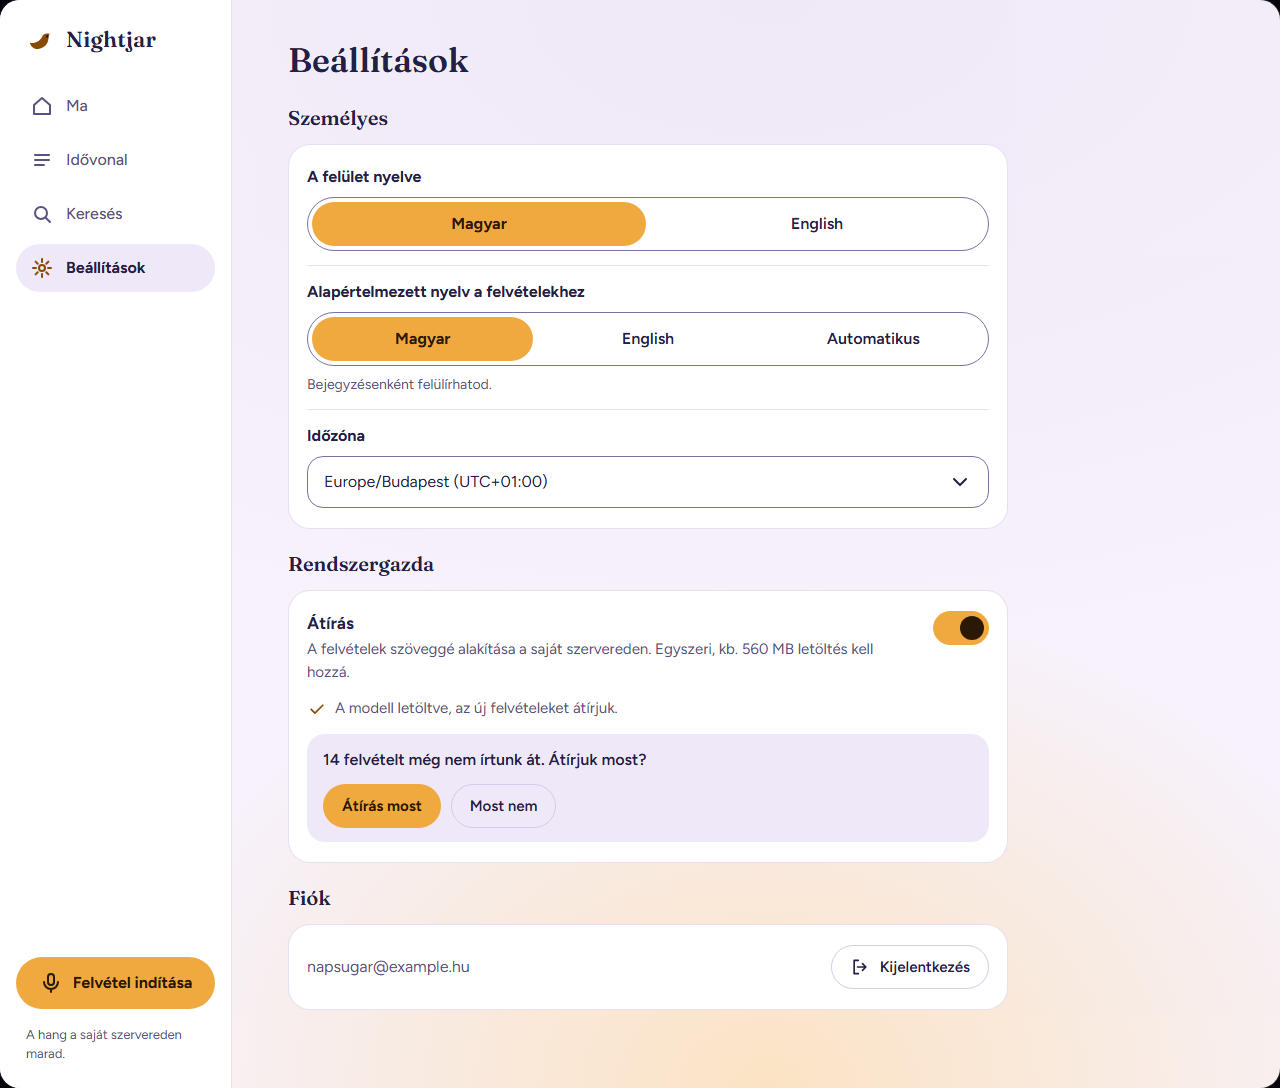 Nightjar
Ma
Idővonal
Keresés
Beállítások
Felvétel indítása
A hang a saját szervereden
marad.
Beállítások
Személyes
A felület nyelve
Magyar
English
Alapértelmezett nyelv a felvételekhez
Magyar
English
Automatikus
Bejegyzésenként felülírhatod.
Időzóna
Europe/Budapest (UTC+01:00)
Rendszergazda
Átírás
A felvételek szöveggé alakítása a saját szervereden. Egyszeri, kb. 560 MB letöltés kell
hozzá.
A modell letöltve, az új felvételeket átírjuk.
14 felvételt még nem írtunk át. Átírjuk most?
Átírás most
Most nem
Fiók
napsugar@example.hu
Kijelentkezés